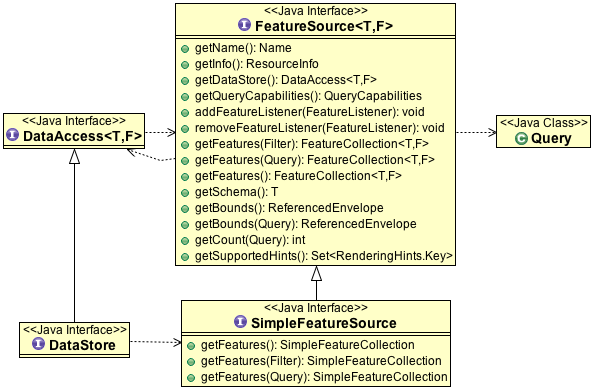 <<Java Interface>>
FeatureSource<T,F>
getName(): Name
getInfo(): ResourceInfo
getDataStore(): DataAccess<T,F>
getQueryCapabilities(): QueryCapabilities
addFeatureListener(FeatureListener): void
removeFeatureListener(FeatureListener): void
getFeatures(Filter): FeatureCollection<T,F>
getFeatures(Query): FeatureCollection<T,F>
getFeatures(): FeatureCollection<T,F>
getSchema(): T
getBounds(): ReferencedEnvelope
getBounds(Query): ReferencedEnvelope
getCount(Query): int
getSupportedHints(): Set<RenderingHints.Key>
<<Java Interface>>
DataAccess<T,F>
<<Java Class>>
Query
<<Java Interface>>
DataStore
<<Java Interface>>
SimpleFeatureSource
getFeatures(): SimpleFeatureCollection
getFeatures(Filter): SimpleFeatureCollection
getFeatures(Query): SimpleFeatureCollection